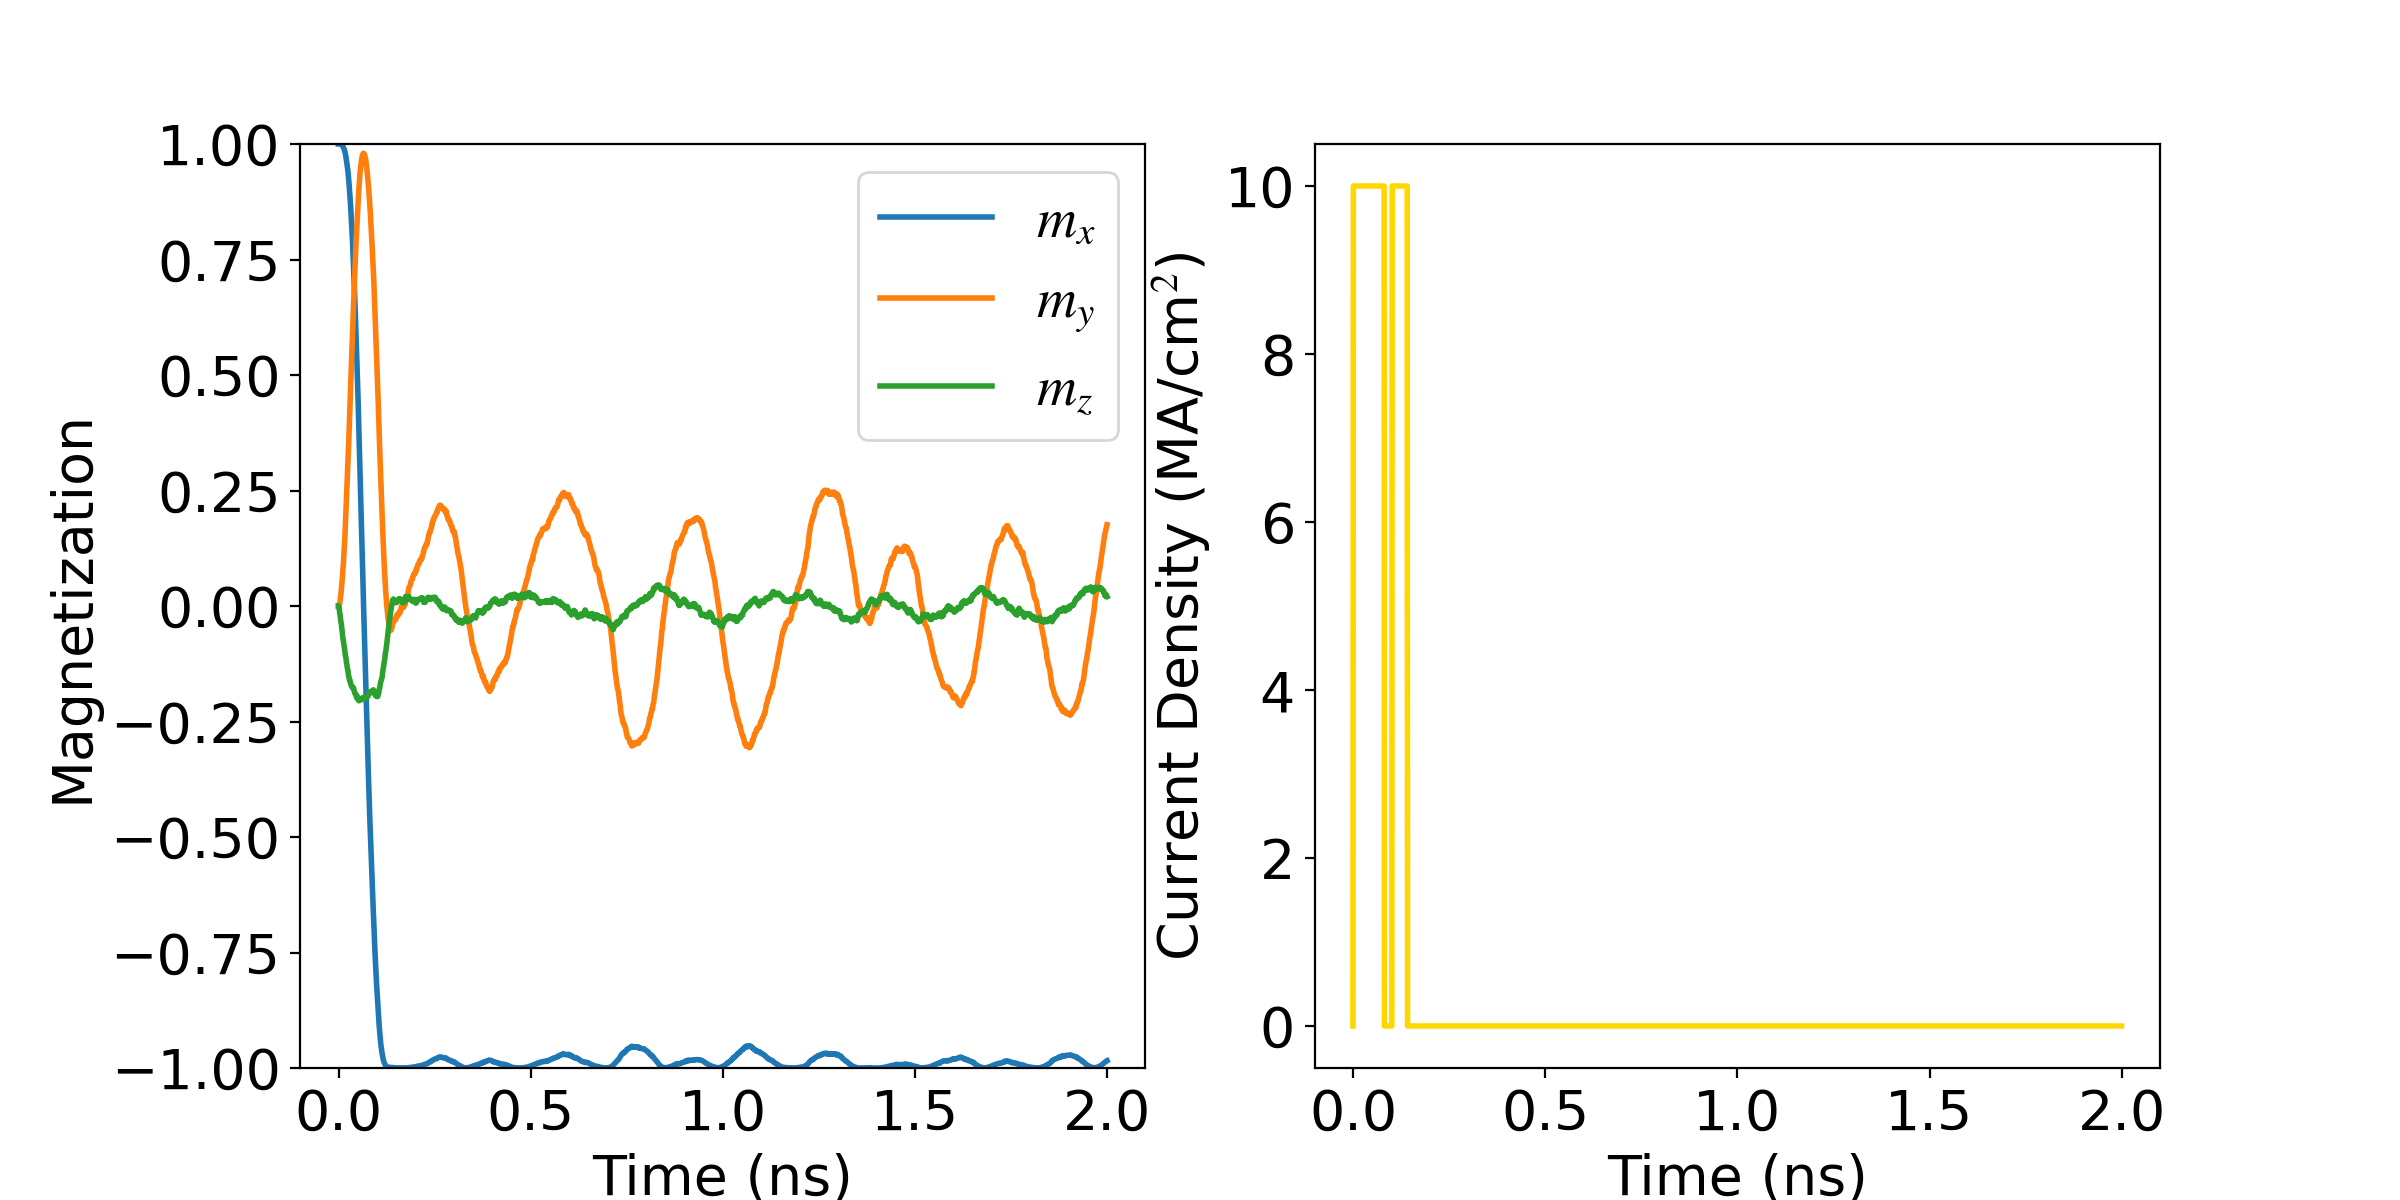 Magnetization
1.00
0.75
0.50
0.25
0.00
−0.25
−0.50
−0.75
−1.00
0.0 0.5 1.0 1.5 2.0
Time (ns)
m_x
m_y
m_z
Current Density (MA/cm²)
10
8
6
4
2
0
0.0 0.5 1.0 1.5 2.0
Time (ns)